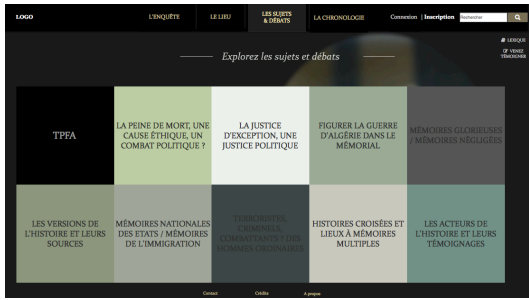 LOGO
L'ENQUÊTE
LE LIEU
LES SUJETS
& DÉBATS
LA CHRONOLOGIE
Connexion | Inscription
Rechercher
LEXIQUE
VENEZ
TÉMOIGNER
Explorez les sujets et débats
TPFA
LA PEINE DE MORT, UNE
CAUSE ÉTHIQUE, UN
COMBAT POLITIQUE ?
LA JUSTICE
D'EXCEPTION, UNE
JUSTICE POLITIQUE
FIGURER LA GUERRE
D'ALGÉRIE DANS LE
MÉMORIAL
MÉMOIRES GLORIEUSES
/ MÉMOIRES NÉGLIGÉES
LES VERSIONS DE
L'HISTOIRE ET LEURS
SOURCES
MÉMOIRES NATIONALES
DES ETATS / MÉMOIRES
DE L'IMMIGRATION
TERRORISTES,
CRIMINELS,
COMBATTANTS ? DES
HOMMES ORDINAIRES
HISTOIRES CROISÉES ET
LIEUX À MÉMOIRES
MULTIPLES
LES ACTEURS DE
L'HISTOIRE ET LEURS
TÉMOIGNAGES
Contact
Crédits
A propos